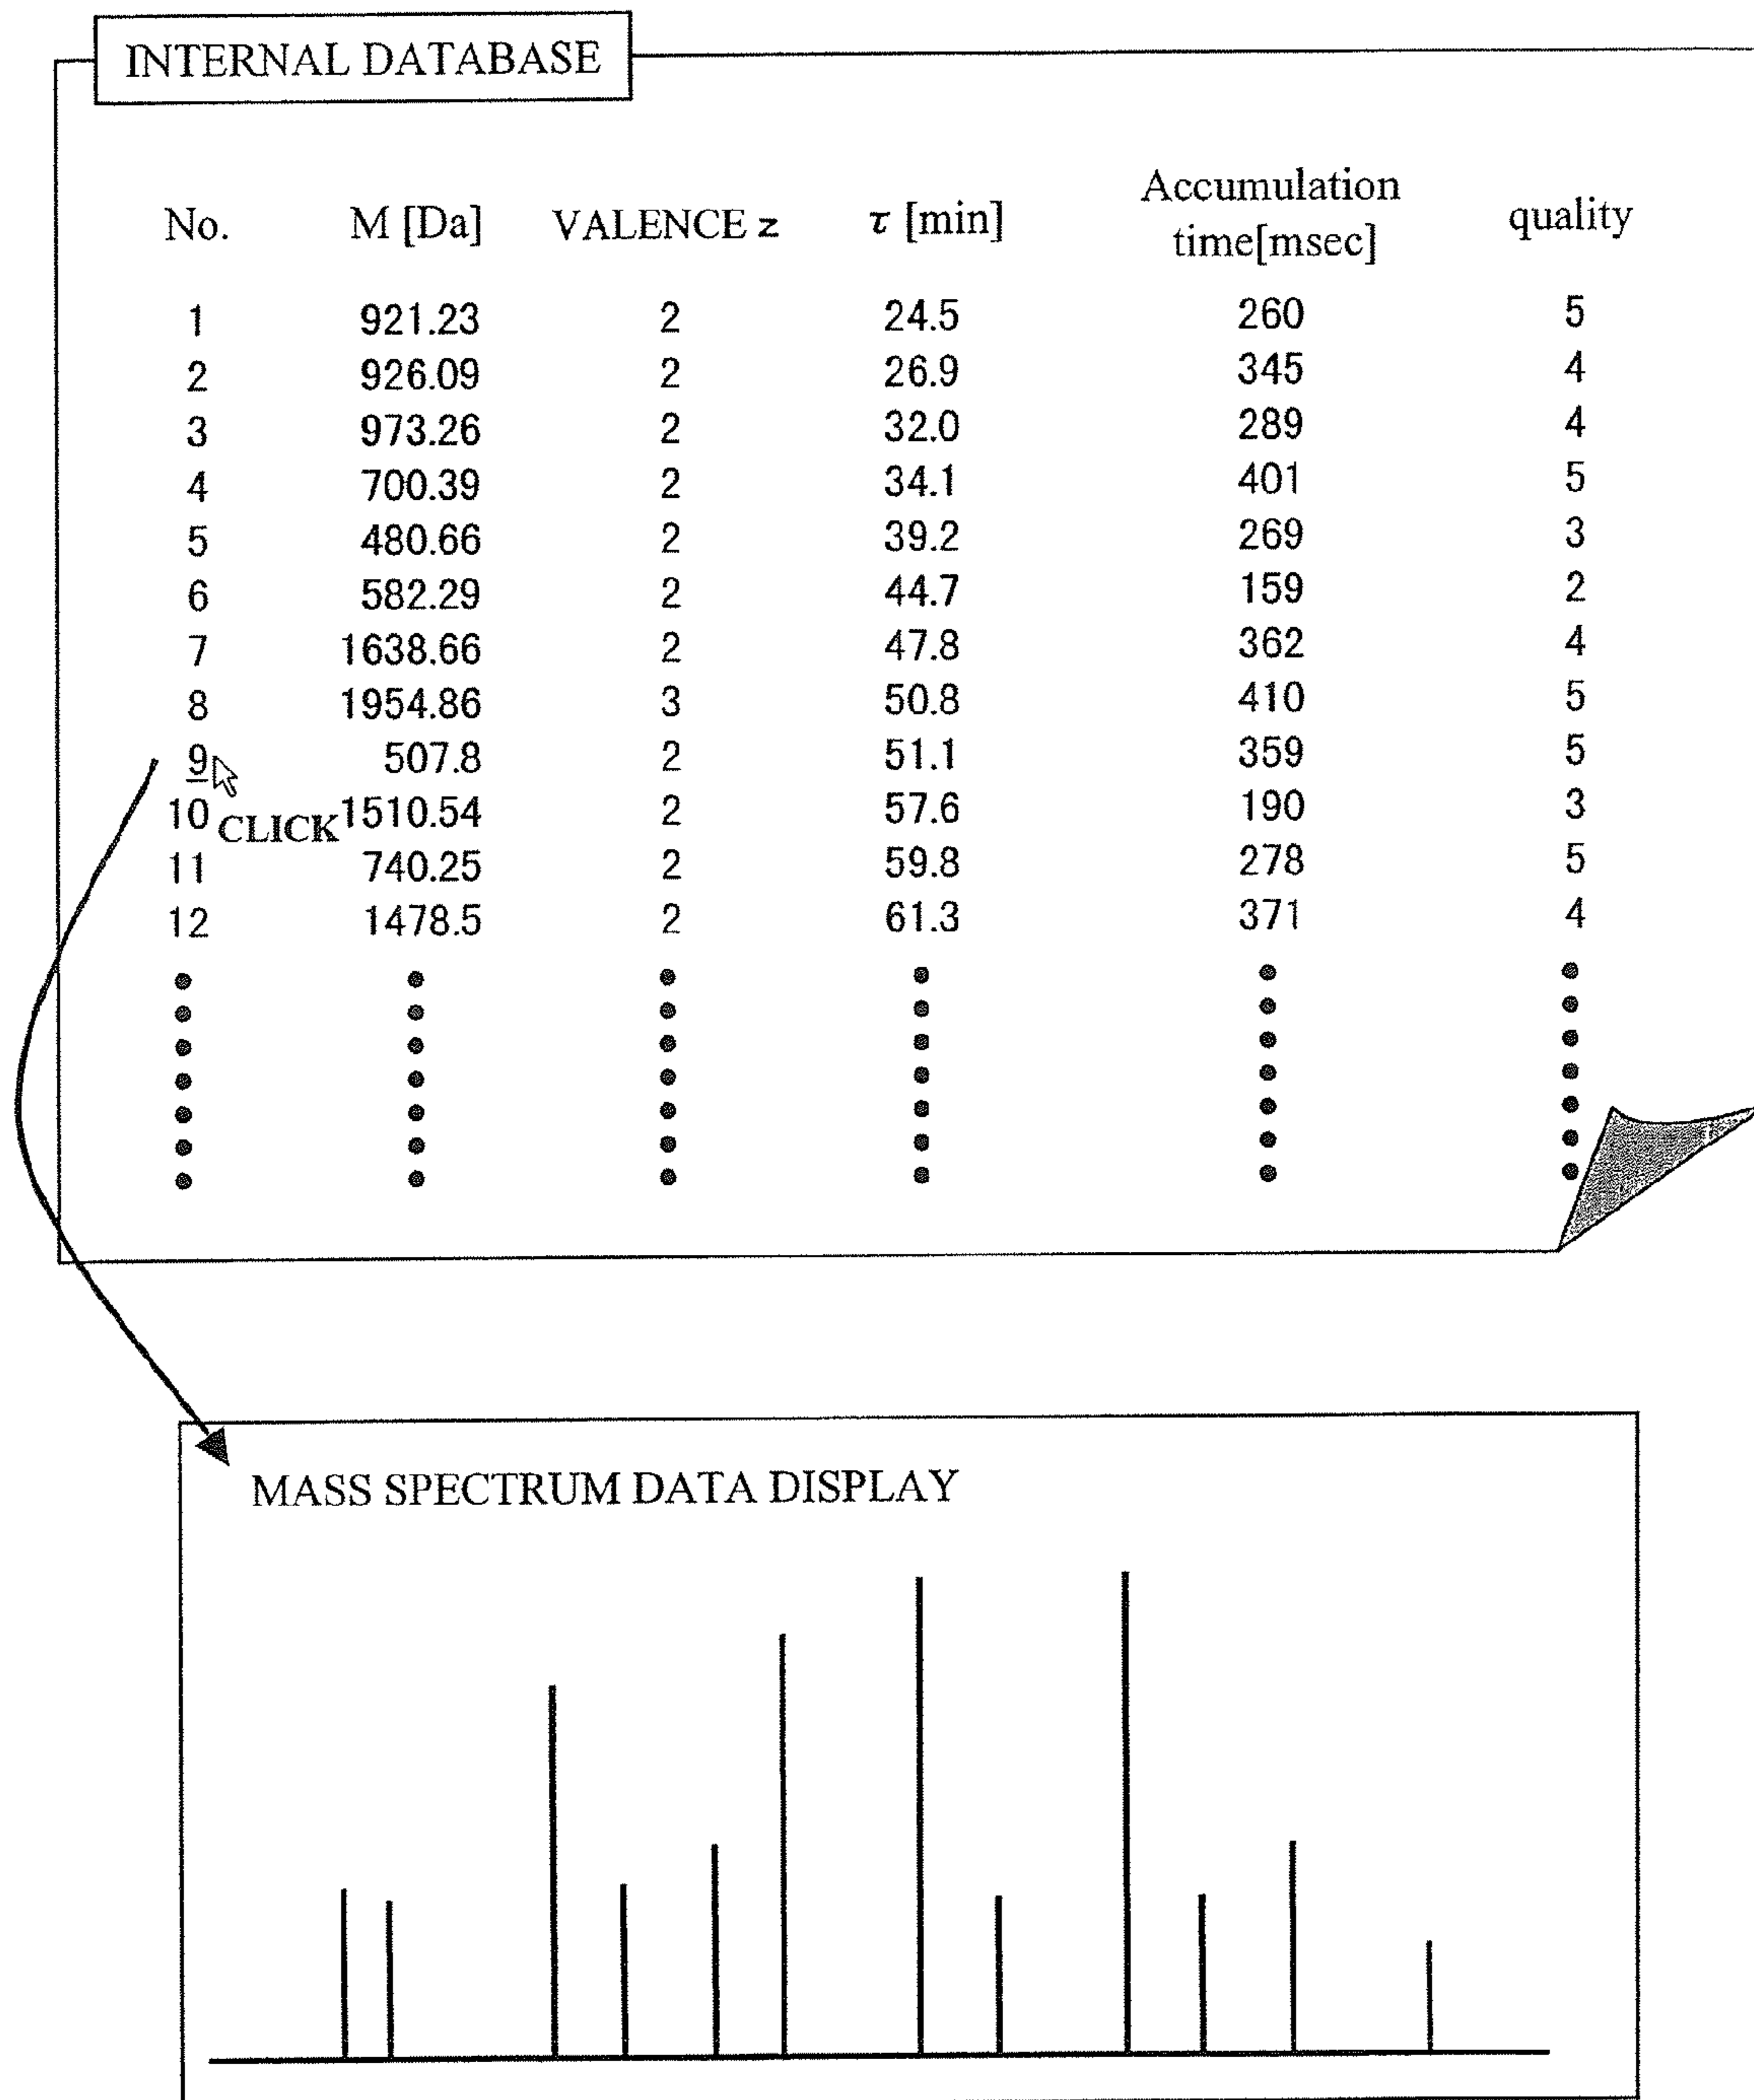 INTERNAL DATABASE
No. M [Da] VALENCE z τ [min] Accumulation time[msec] quality
1 921.23 2 24.5 260 5
2 926.09 2 26.9 345 4
3 973.26 2 32.0 289 4
4 700.39 2 34.1 401 5
5 480.66 2 39.2 269 3
6 582.29 2 44.7 159 2
7 1638.66 2 47.8 362 4
8 1954.86 3 50.8 410 5
9 507.8 2 51.1 359 5
10 1510.54 2 57.6 190 3
CLICK
11 740.25 2 59.8 278 5
12 1478.5 2 61.3 371 4
MASS SPECTRUM DATA DISPLAY